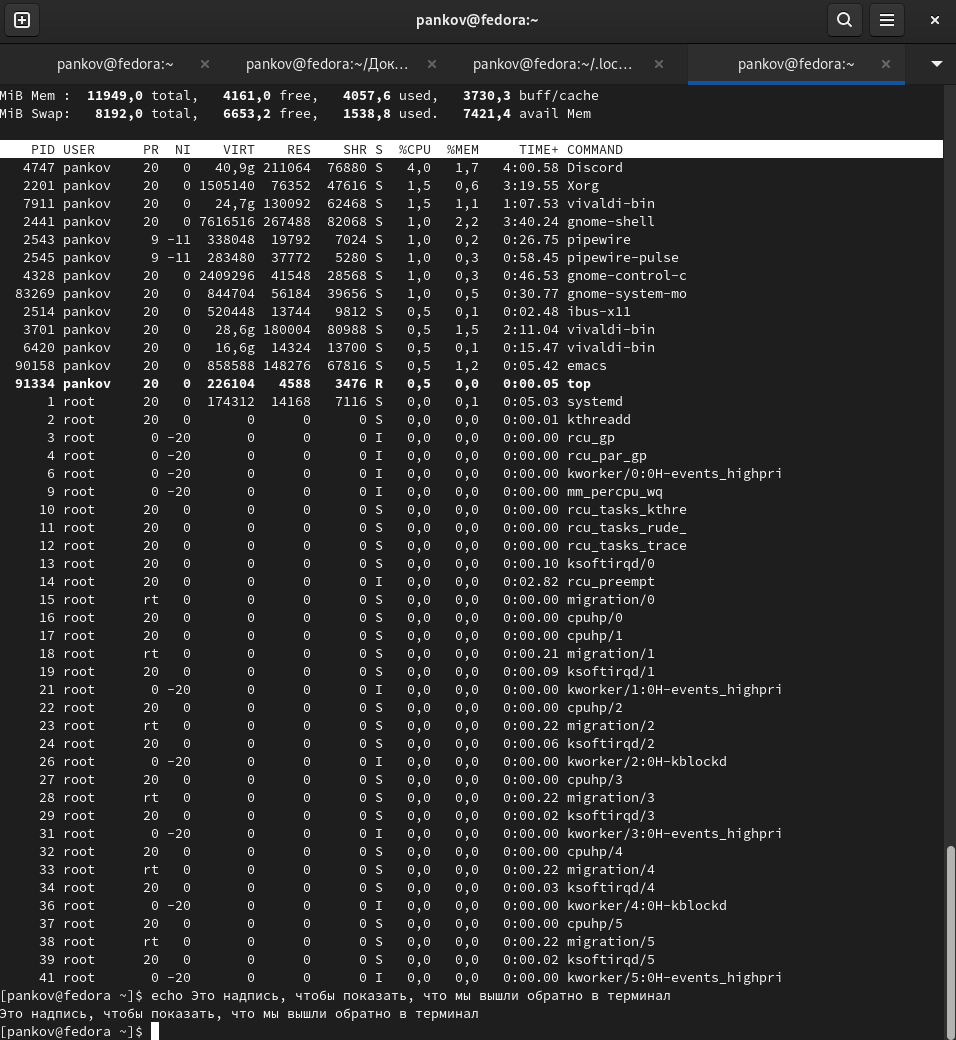 pankov@fedora:~
pankov@fedora:~ pankov@fedora:~/Док... pankov@fedora:~/.loc... pankov@fedora:~
MiB Mem :  11949,0 total,   4161,0 free,   4057,6 used,   3730,3 buff/cache
MiB Swap:   8192,0 total,   6653,2 free,   1538,8 used.   7421,4 avail Mem
PID USER      PR  NI    VIRT    RES    SHR S  %CPU  %MEM     TIME+ COMMAND
4747 pankov    20   0   40,9g 211064  76880 S   4,0   1,7   4:00.58 Discord
2201 pankov    20   0 1505140  76352  47616 S   1,5   0,6   3:19.55 Xorg
7911 pankov    20   0   24,7g 130092  62468 S   1,5   1,1   1:07.53 vivaldi-bin
2441 pankov    20   0 7616516 267488  82068 S   1,0   2,2   3:40.24 gnome-shell
2543 pankov     9 -11  338048  19792   7024 S   1,0   0,2   0:26.75 pipewire
2545 pankov     9 -11  283480  37772   5280 S   1,0   0,3   0:58.45 pipewire-pulse
4328 pankov    20   0 2409296  41548  28568 S   1,0   0,3   0:46.53 gnome-control-c
83269 pankov    20   0  844704  56184  39656 S   1,0   0,5   0:30.77 gnome-system-mo
2514 pankov    20   0  520448  13744   9812 S   0,5   0,1   0:02.48 ibus-x11
3701 pankov    20   0   28,6g 180004  80988 S   0,5   1,5   2:11.04 vivaldi-bin
6420 pankov    20   0   16,6g  14324  13700 S   0,5   0,1   0:15.47 vivaldi-bin
90158 pankov    20   0  858588 148276  67816 S   0,5   1,2   0:05.42 emacs
91334 pankov    20   0  226104   4588   3476 R   0,5   0,0   0:00.05 top
1 root      20   0  174312  14168   7116 S   0,0   0,1   0:05.03 systemd
2 root      20   0       0      0      0 S   0,0   0,0   0:00.01 kthreadd
3 root       0 -20       0      0      0 I   0,0   0,0   0:00.00 rcu_gp
4 root       0 -20       0      0      0 I   0,0   0,0   0:00.00 rcu_par_gp
6 root       0 -20       0      0      0 I   0,0   0,0   0:00.00 kworker/0:0H-events_highpri
9 root       0 -20       0      0      0 I   0,0   0,0   0:00.00 mm_percpu_wq
10 root      20   0       0      0      0 S   0,0   0,0   0:00.00 rcu_tasks_kthre
11 root      20   0       0      0      0 S   0,0   0,0   0:00.00 rcu_tasks_rude_
12 root      20   0       0      0      0 S   0,0   0,0   0:00.00 rcu_tasks_trace
13 root      20   0       0      0      0 S   0,0   0,0   0:00.10 ksoftirqd/0
14 root      20   0       0      0      0 I   0,0   0,0   0:02.82 rcu_preempt
15 root      rt   0       0      0      0 S   0,0   0,0   0:00.00 migration/0
16 root      20   0       0      0      0 S   0,0   0,0   0:00.00 cpuhp/0
17 root      20   0       0      0      0 S   0,0   0,0   0:00.00 cpuhp/1
18 root      rt   0       0      0      0 S   0,0   0,0   0:00.21 migration/1
19 root      20   0       0      0      0 S   0,0   0,0   0:00.09 ksoftirqd/1
21 root       0 -20       0      0      0 I   0,0   0,0   0:00.00 kworker/1:0H-events_highpri
22 root      20   0       0      0      0 S   0,0   0,0   0:00.00 cpuhp/2
23 root      rt   0       0      0      0 S   0,0   0,0   0:00.22 migration/2
24 root      20   0       0      0      0 S   0,0   0,0   0:00.06 ksoftirqd/2
26 root       0 -20       0      0      0 I   0,0   0,0   0:00.00 kworker/2:0H-kblockd
27 root      20   0       0      0      0 S   0,0   0,0   0:00.00 cpuhp/3
28 root      rt   0       0      0      0 S   0,0   0,0   0:00.22 migration/3
29 root      20   0       0      0      0 S   0,0   0,0   0:00.02 ksoftirqd/3
31 root       0 -20       0      0      0 I   0,0   0,0   0:00.00 kworker/3:0H-events_highpri
32 root      20   0       0      0      0 S   0,0   0,0   0:00.00 cpuhp/4
33 root      rt   0       0      0      0 S   0,0   0,0   0:00.22 migration/4
34 root      20   0       0      0      0 S   0,0   0,0   0:00.03 ksoftirqd/4
36 root       0 -20       0      0      0 I   0,0   0,0   0:00.00 kworker/4:0H-kblockd
37 root      20   0       0      0      0 S   0,0   0,0   0:00.00 cpuhp/5
38 root      rt   0       0      0      0 S   0,0   0,0   0:00.22 migration/5
39 root      20   0       0      0      0 S   0,0   0,0   0:00.02 ksoftirqd/5
41 root       0 -20       0      0      0 I   0,0   0,0   0:00.00 kworker/5:0H-events_highpri
[pankov@fedora ~]$ echo Это надпись, чтобы показать, что мы вышли обратно в терминал
Это надпись, чтобы показать, что мы вышли обратно в терминал
[pankov@fedora ~]$